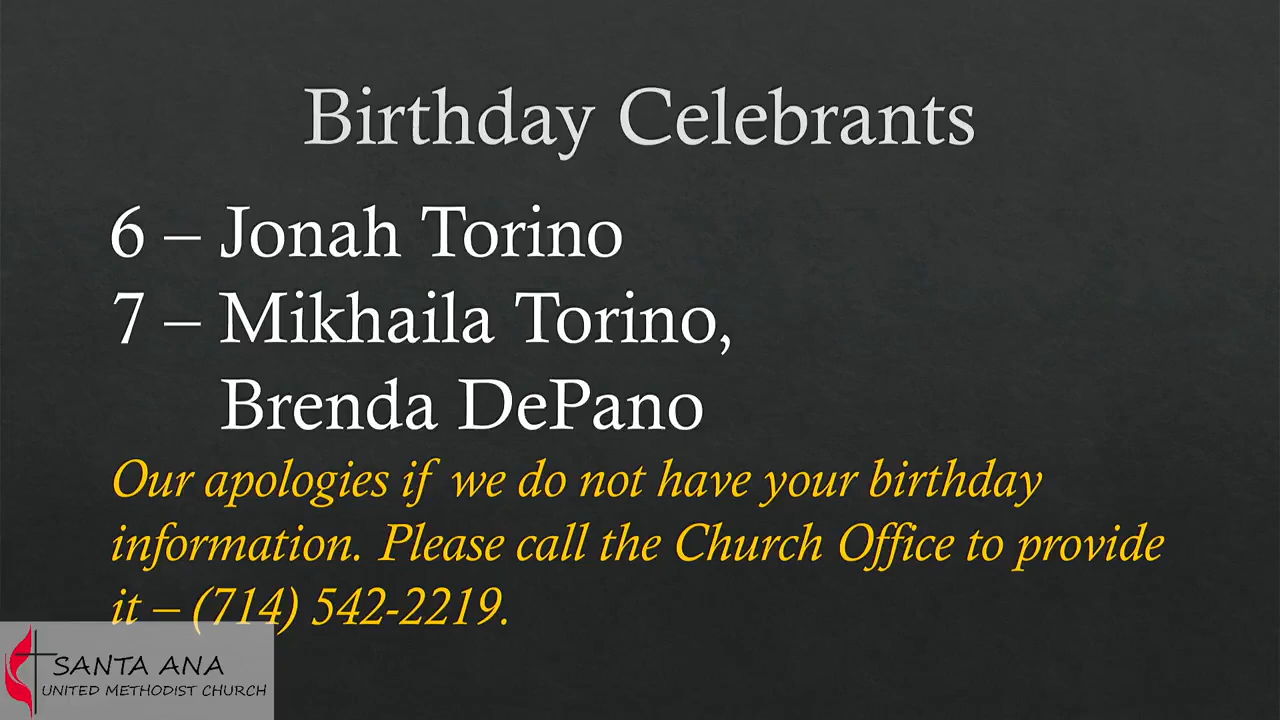 Birthday Celebrants
6 – Jonah Torino
7 – Mikhaila Torino,
Brenda DePano
Our apologies if we do not have your birthday
information. Please call the Church Office to provide
it – (714) 542-2219.
SANTA ANA
UNITED METHODIST CHURCH